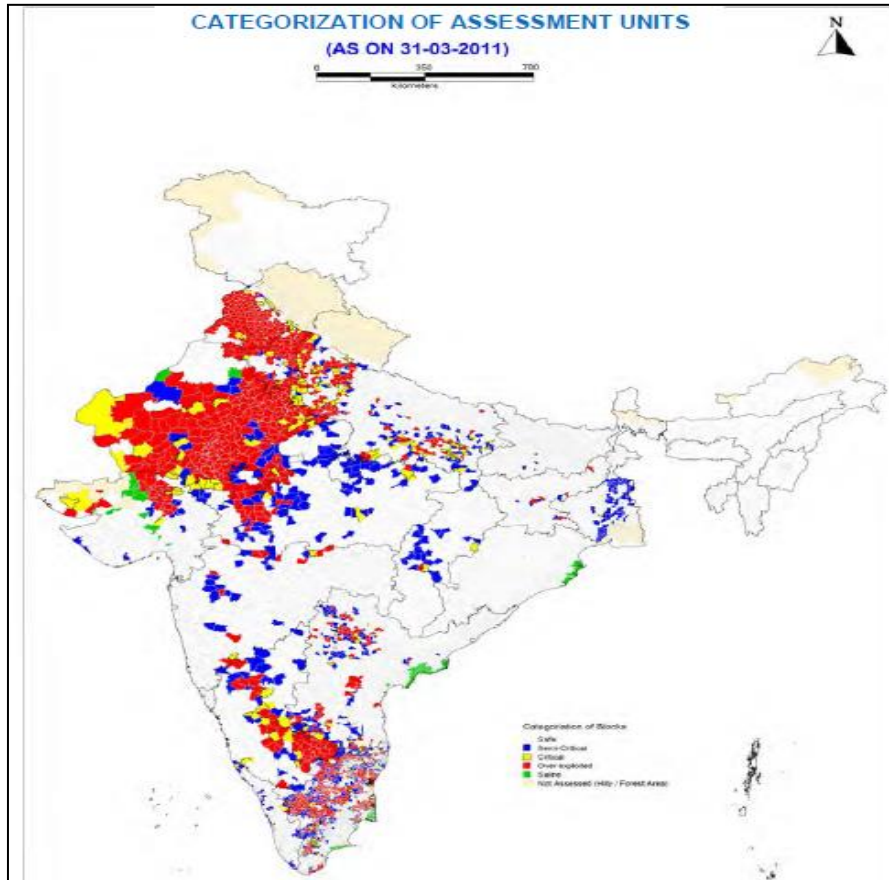 CATEGORIZATION OF ASSESSMENT UNITS
(AS ON 31-03-2011)
N
0 350 700
Kilometers
Categorization of Blocks
Safe
Semi-Critical
Critical
Over-exploited
Saline
Not Assessed (Hilly / Forest Area)